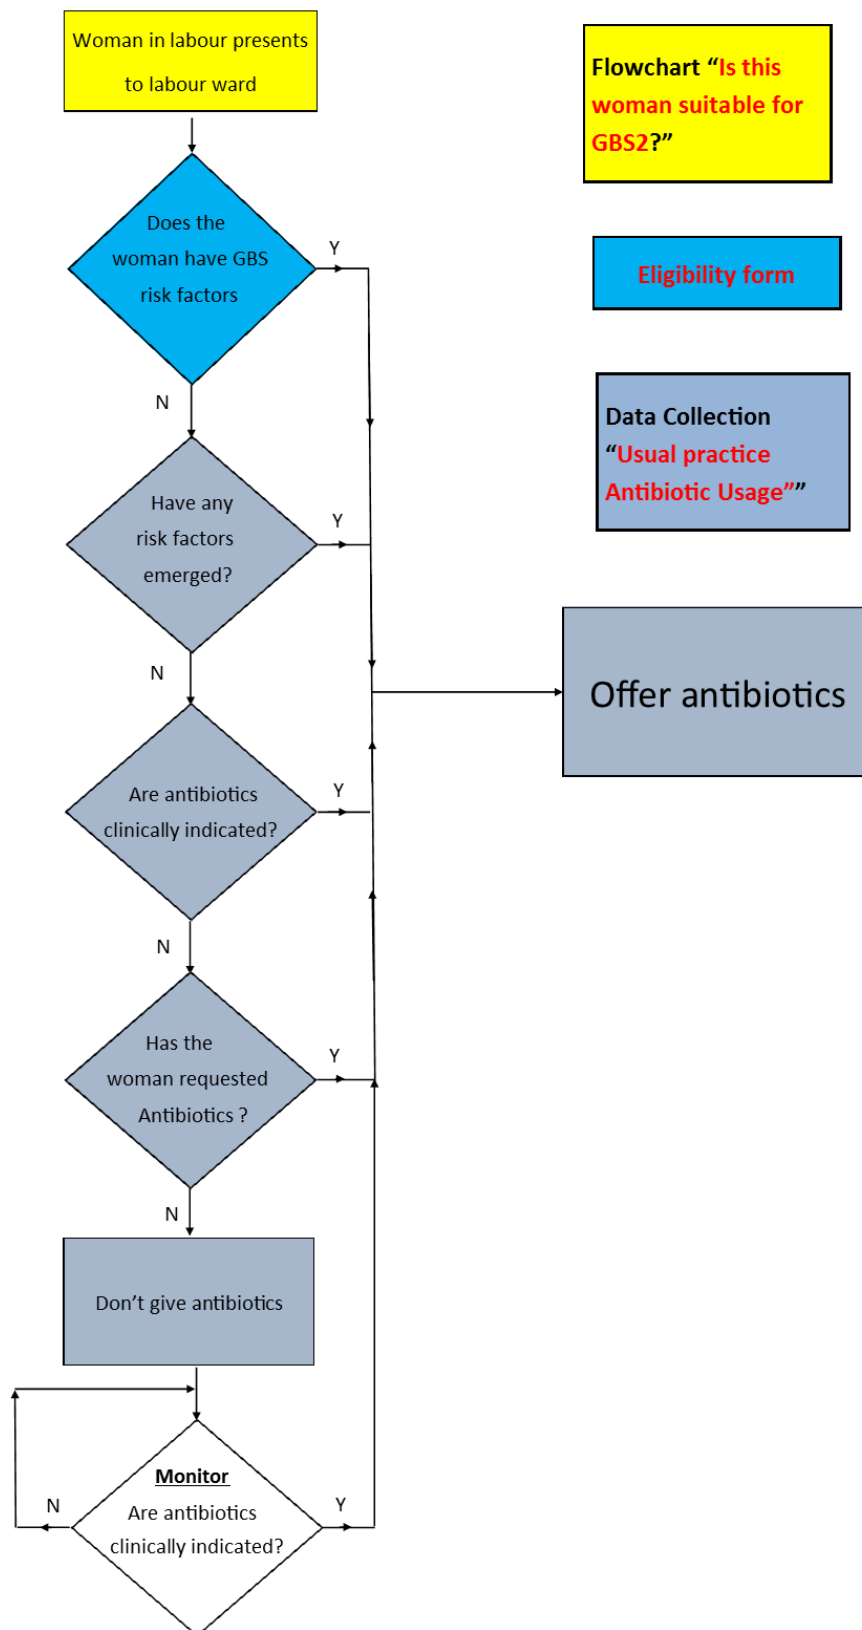 Woman in labour presents
to labour ward
Flowchart “Is this
woman suitable for
GBS2?”
Does the
woman have GBS
risk factors
Y
Eligibility form
N
Data Collection
“Usual practice
Antibiotic Usage””
Have any
risk factors
emerged?
Y
N
Offer antibiotics
Are antibiotics
clinically indicated?
Y
N
Has the
woman requested
Antibiotics ?
Y
N
Don’t give antibiotics
Monitor
Are antibiotics
clinically indicated?
N
Y